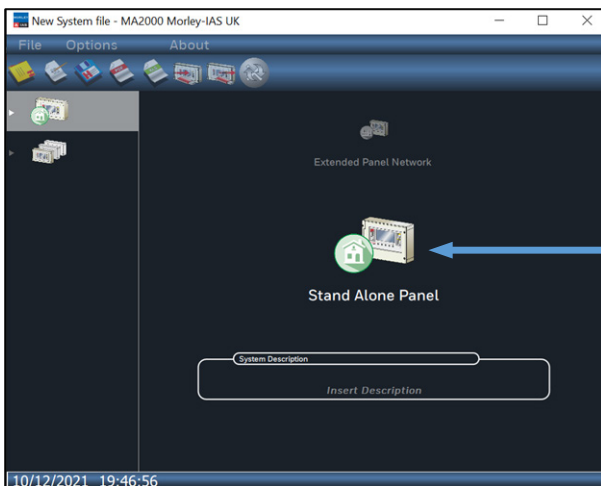 New System file - MA2000 Morley-IAS UK
File Options About
Extended Panel Network
Stand Alone Panel
System Description
Insert Description
10/12/2021 19:46:56